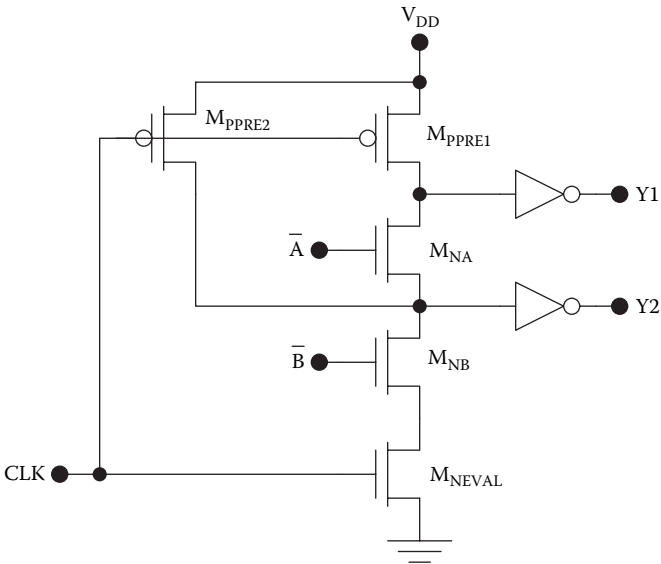 V_DD
M_PPRE2
M_PPRE1
Y1
A̅
M_NA
Y2
B̅
M_NB
CLK
M_NEVAL